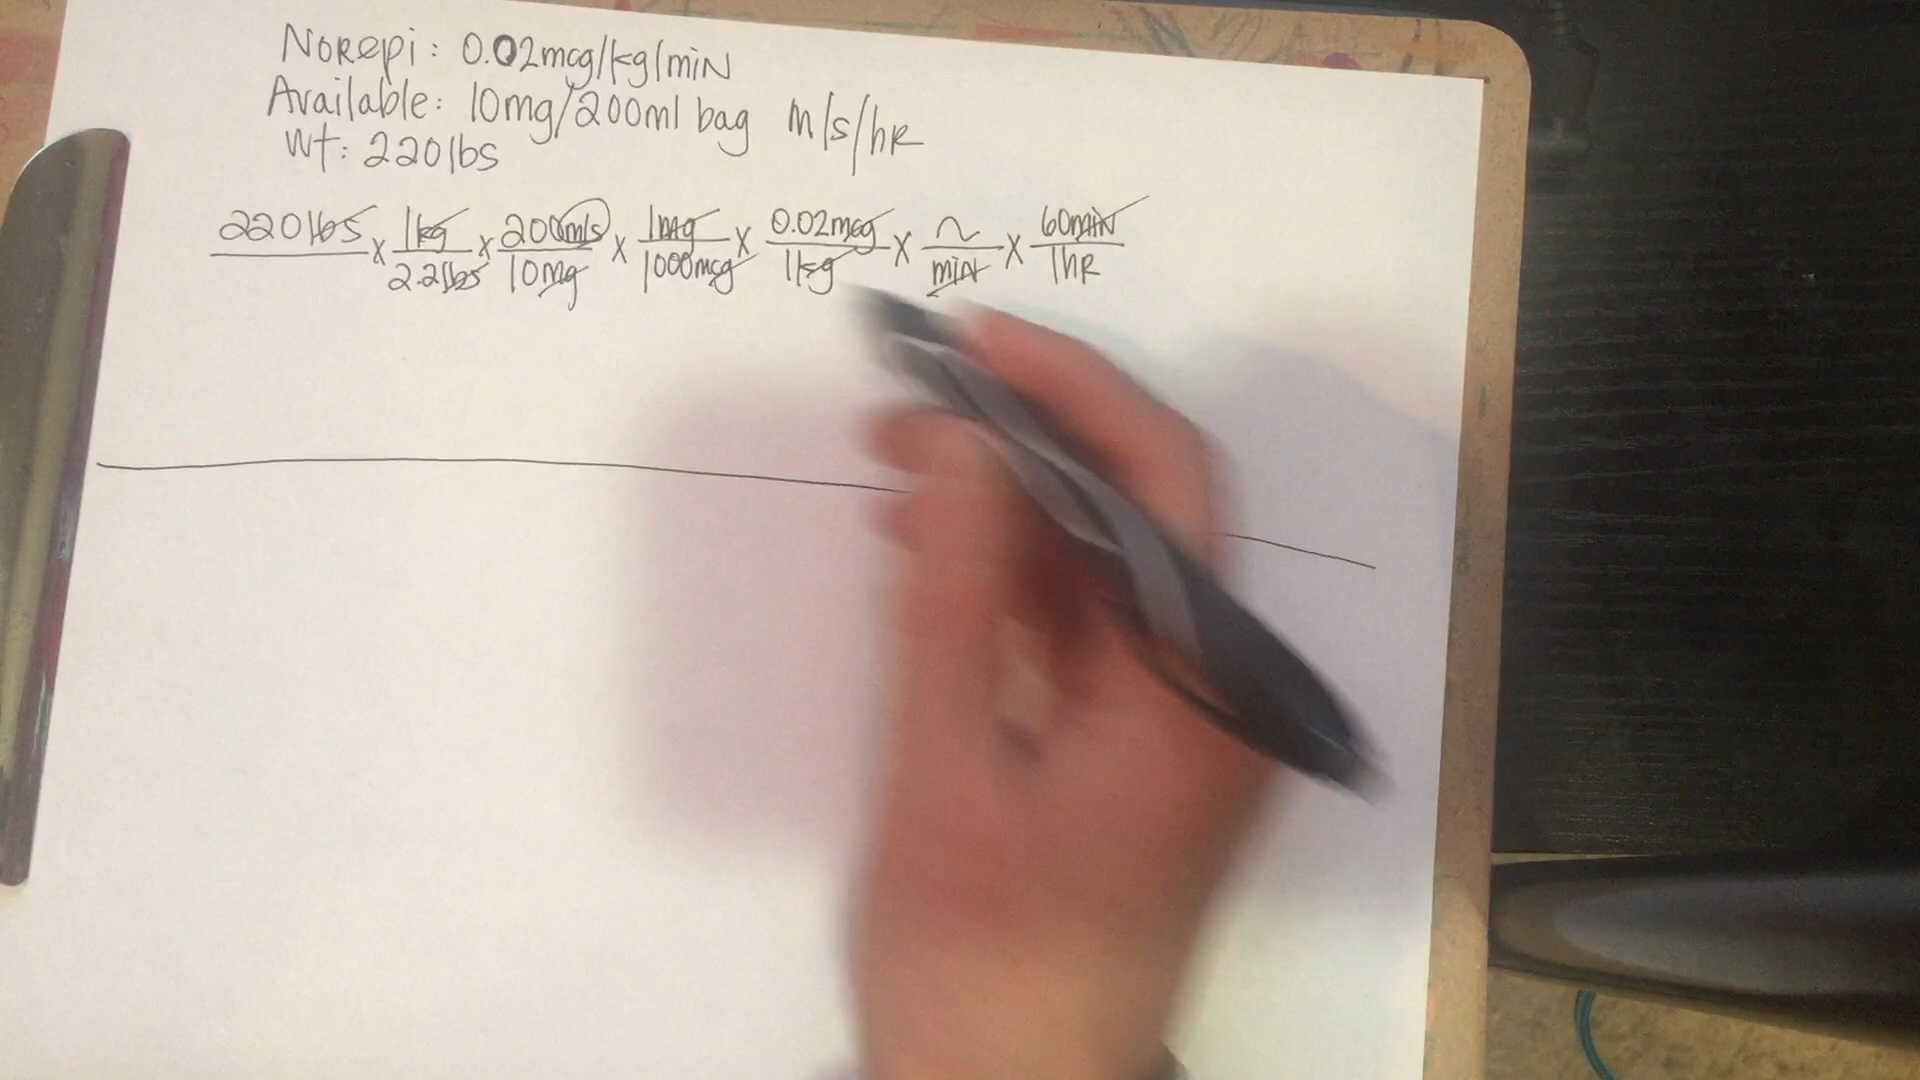 Norepi: 0.02mcg/kg/min
Available: 10mg/200ml bag mls/hr
Wt: 220lbs
220lbs x 1kg/2.2lbs x 200mls/10mg x 1mg/1000mcg x 0.02mcg/1kg x ~/min x 60min/1hr